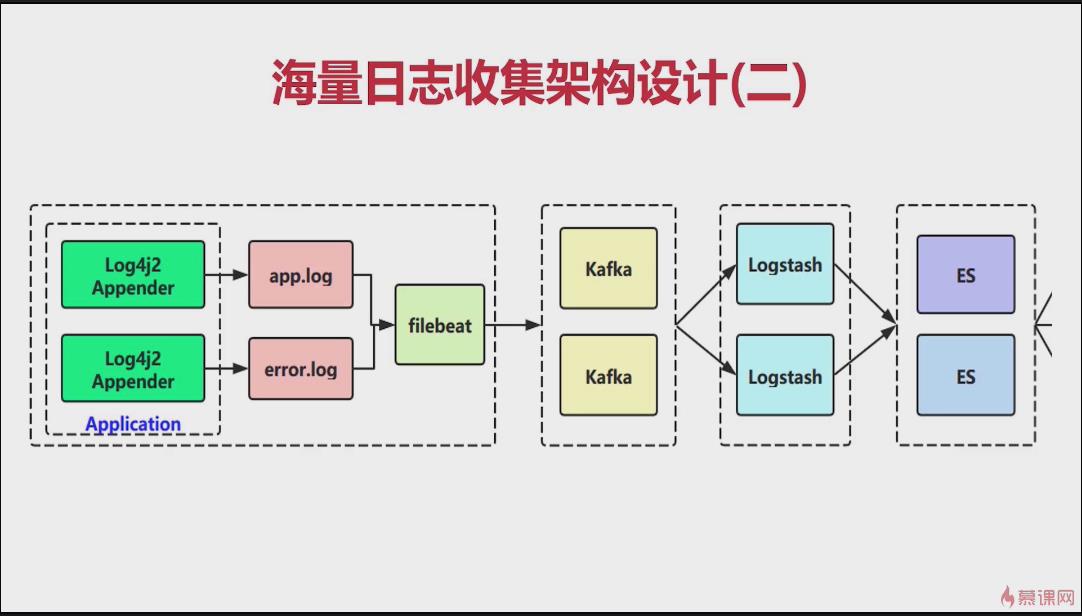 海量日志收集架构设计(二)
Log4j2
Appender
app.log
Log4j2
Appender
error.log
Application
filebeat
Kafka
Kafka
Logstash
Logstash
ES
ES
慕课网